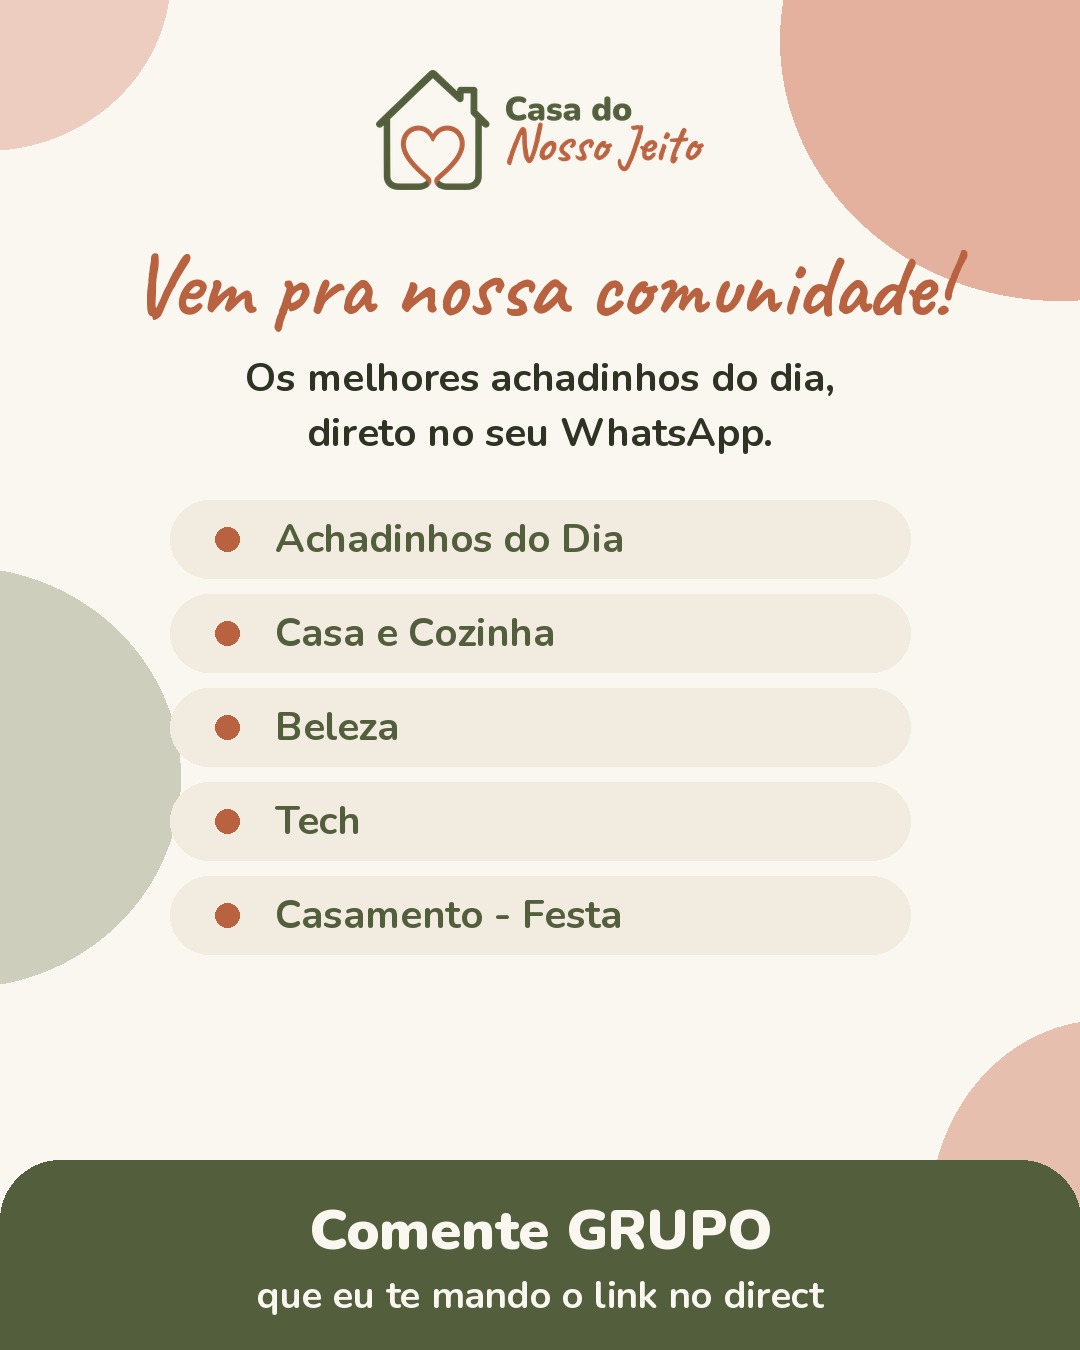 Casa do
Nosso Jeito
Vem pra nossa comunidade!
Os melhores achadinhos do dia,
direto no seu WhatsApp.
Achadinhos do Dia
Casa e Cozinha
Beleza
Tech
Casamento - Festa
Comente GRUPO
que eu te mando o link no direct